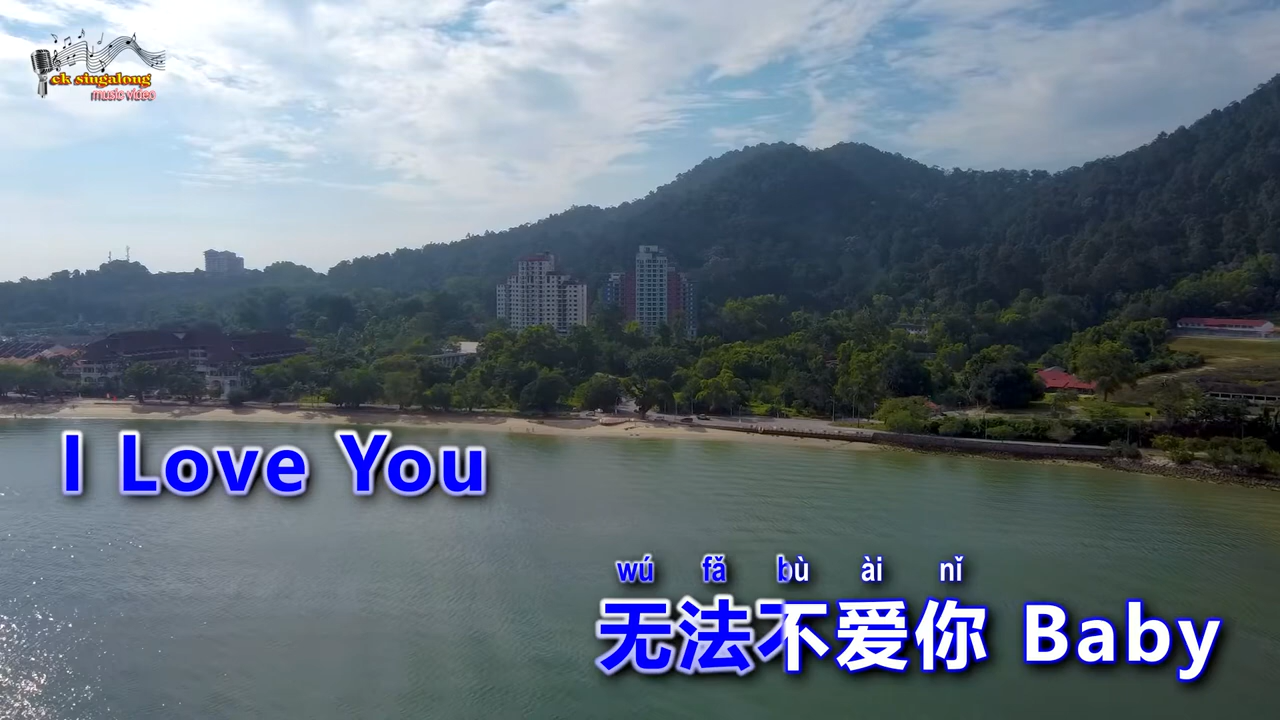 ck singalong
music video
I Love You
wú fǎ bù ài nǐ
无法不爱你 Baby